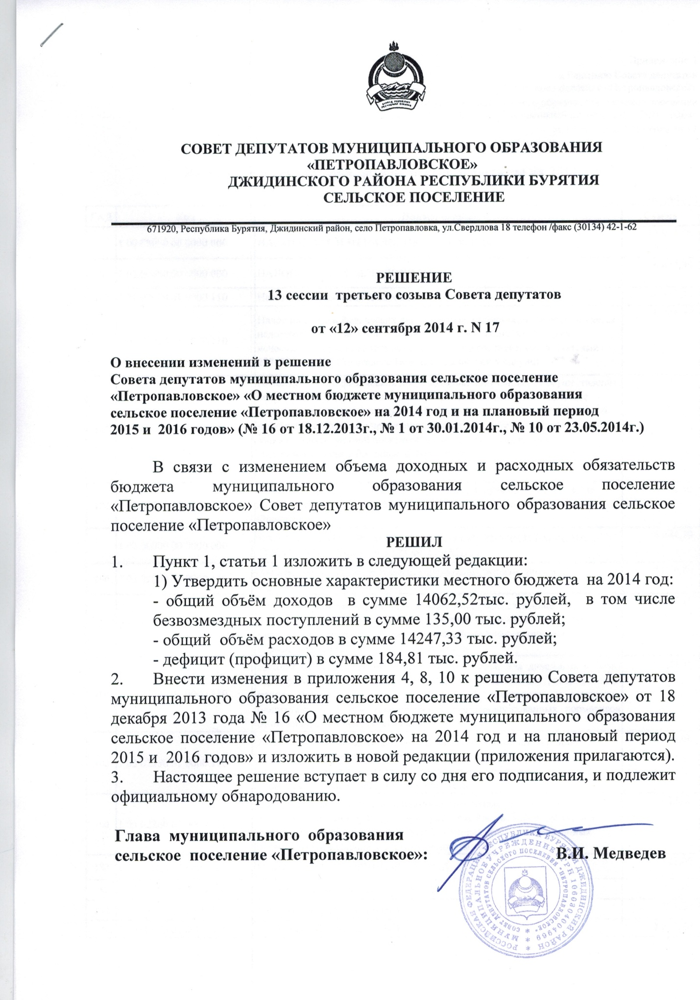 СОВЕТ ДЕПУТАТОВ МУНИЦИПАЛЬНОГО ОБРАЗОВАНИЯ
«ПЕТРОПАВЛОВСКОЕ»
ДЖИДИНСКОГО РАЙОНА РЕСПУБЛИКИ БУРЯТИЯ
СЕЛЬСКОЕ ПОСЕЛЕНИЕ
671920, Республика Бурятия, Джидинский район, село Петропавловка, ул.Свердлова 18 телефон /факс (30134) 42-1-62
РЕШЕНИЕ
13 сессии третьего созыва Совета депутатов
от «12» сентября 2014 г. N 17
О внесении изменений в решение
Совета депутатов муниципального образования сельское поселение
«Петропавловское» «О местном бюджете муниципального образования
сельское поселение «Петропавловское» на 2014 год и на плановый период
2015 и 2016 годов» (№ 16 от 18.12.2013г., № 1 от 30.01.2014г., № 10 от 23.05.2014г.)
В связи с изменением объема доходных и расходных обязательств
бюджета муниципального образования сельское поселение
«Петропавловское» Совет депутатов муниципального образования сельское
поселение «Петропавловское»
РЕШИЛ
1. Пункт 1, статьи 1 изложить в следующей редакции:
1) Утвердить основные характеристики местного бюджета на 2014 год:
- общий объём доходов в сумме 14062,52тыс. рублей, в том числе
безвозмездных поступлений в сумме 135,00 тыс. рублей;
- общий объём расходов в сумме 14247,33 тыс. рублей;
- дефицит (профицит) в сумме 184,81 тыс. рублей.
2. Внести изменения в приложения 4, 8, 10 к решению Совета депутатов
муниципального образования сельское поселение «Петропавловское» от 18
декабря 2013 года № 16 «О местном бюджете муниципального образования
сельское поселение «Петропавловское» на 2014 год и на плановый период
2015 и 2016 годов» и изложить в новой редакции (приложения прилагаются).
3. Настоящее решение вступает в силу со дня его подписания, и подлежит
официальному обнародованию.
Глава муниципального образования
сельское поселение «Петропавловское»: В.И. Медведев
РОССИЙСКАЯ ФЕДЕРАЦИЯ РЕСПУБЛИКА БУРЯТИЯ ДЖИДИНСКИЙ РАЙОН *
МУНИЦИПАЛЬНОЕ УЧРЕЖДЕНИЕ ОГРН 1060304004969 *
СОВЕТ ДЕПУТАТОВ СЕЛЬСКОГО ПОСЕЛЕНИЯ "ПЕТРОПАВЛОВСКОЕ" *